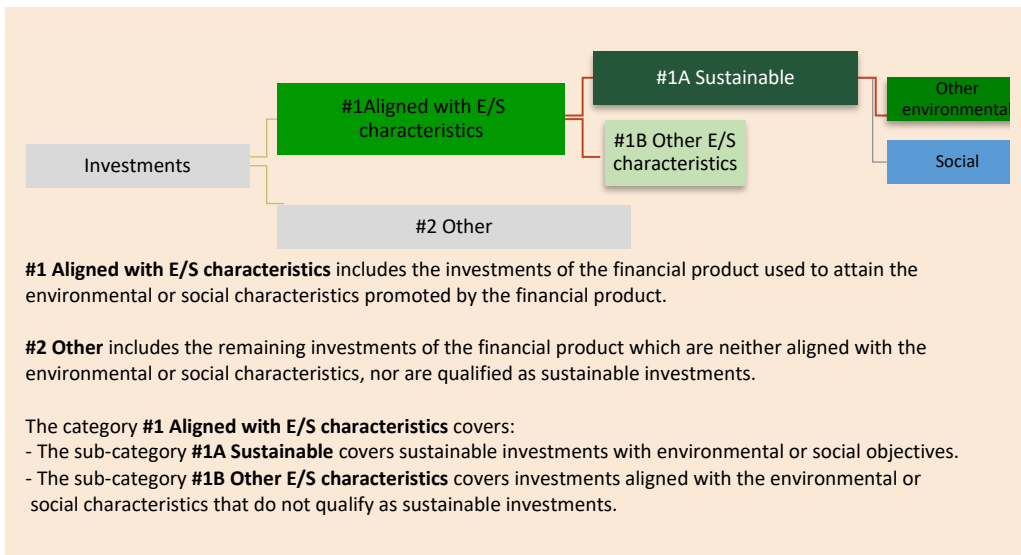 #1A Sustainable
Other
environmental
#1Aligned with E/S
characteristics
#1B Other E/S
characteristics
Investments
Social
#2 Other
#1 Aligned with E/S characteristics includes the investments of the financial product used to attain the
environmental or social characteristics promoted by the financial product.
#2 Other includes the remaining investments of the financial product which are neither aligned with the
environmental or social characteristics, nor are qualified as sustainable investments.
The category #1 Aligned with E/S characteristics covers:
- The sub-category #1A Sustainable covers sustainable investments with environmental or social objectives.
- The sub-category #1B Other E/S characteristics covers investments aligned with the environmental or
social characteristics that do not qualify as sustainable investments.